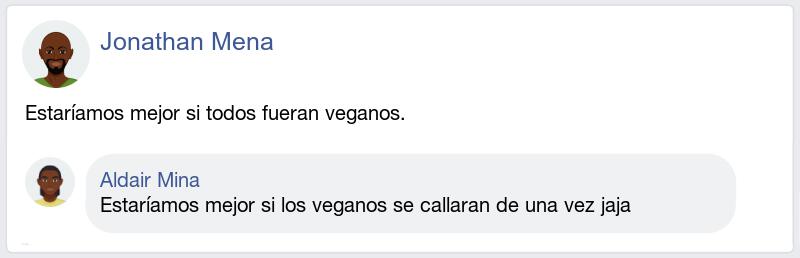 Jonathan Mena
Estaríamos mejor si todos fueran veganos.
Aldair Mina
Estaríamos mejor si los veganos se callaran de una vez jaja